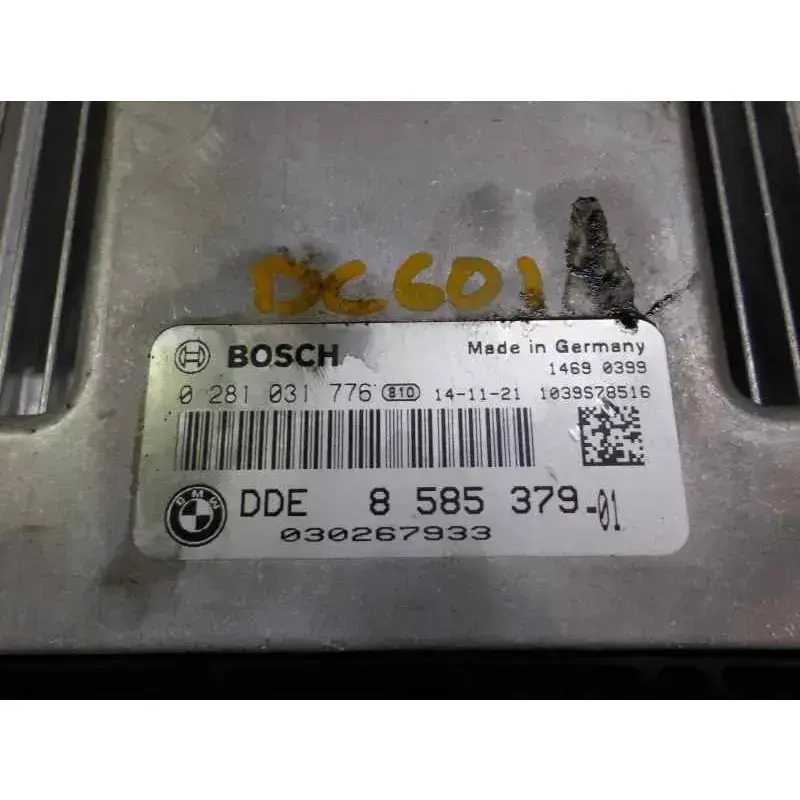 DC601
BOSCH
Made in Germany
1469 0399
0 281 031 776 810 14-11-21 1039S78516
BMW
DDE 8 585 379-01
030267933